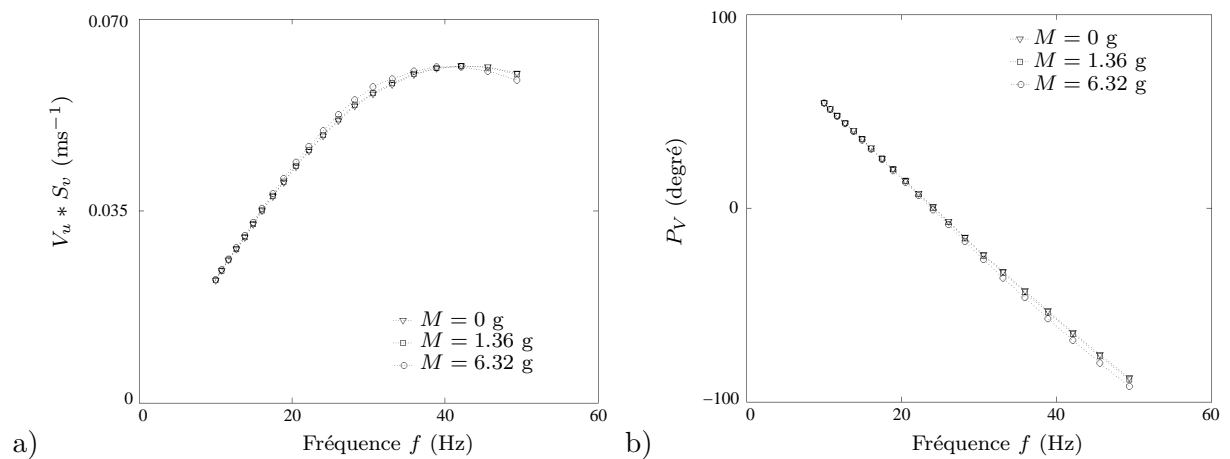 0.070
0.035
0
V_u * S_v (ms⁻¹)
M = 0 g
M = 1.36 g
M = 6.32 g
0 20 40 60
Fréquence f (Hz)
a)
100
0
−100
P_V (degré)
M = 0 g
M = 1.36 g
M = 6.32 g
0 20 40 60
Fréquence f (Hz)
b)